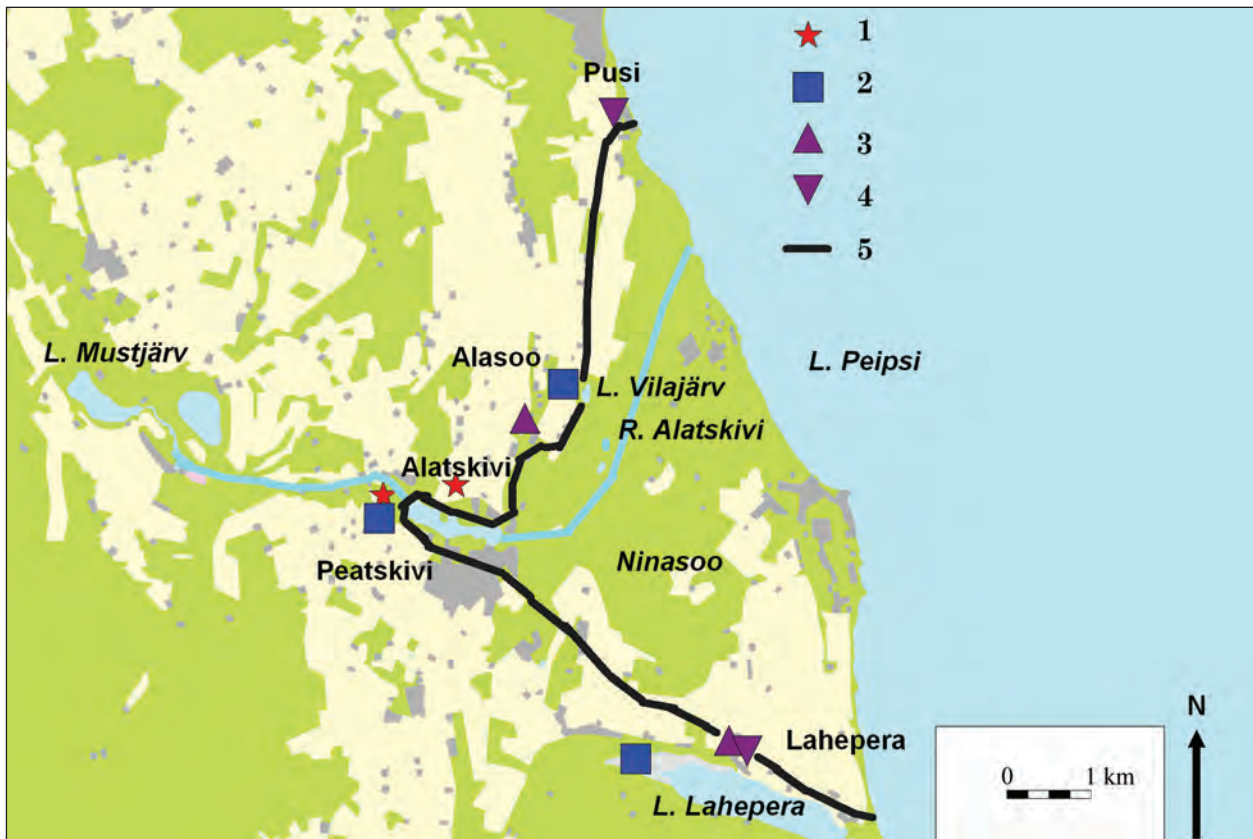 1
2
3
4
5
Pusi
L. Mustjärv
Alasoo
L. Vilajärv
L. Peipsi
R. Alatskivi
Alatskivi
Peatskivi
Ninasoo
Lahepera
L. Lahepera
N
0 1 km